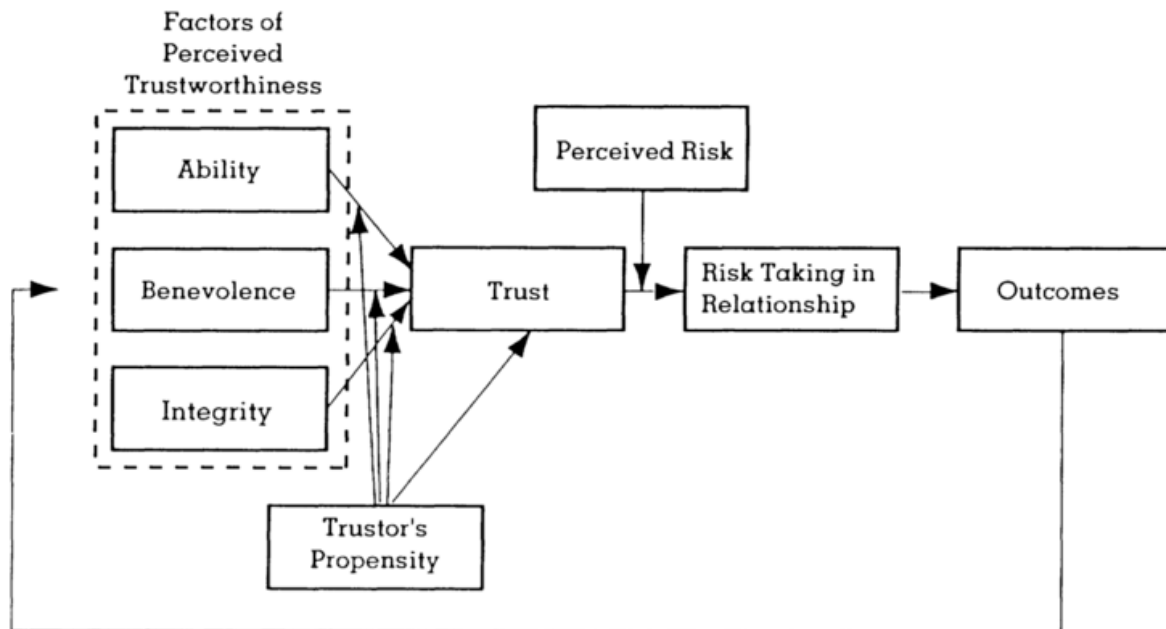 Factors of
Perceived
Trustworthiness
Ability
Benevolence
Integrity
Trustor's
Propensity
Trust
Perceived Risk
Risk Taking in
Relationship
Outcomes